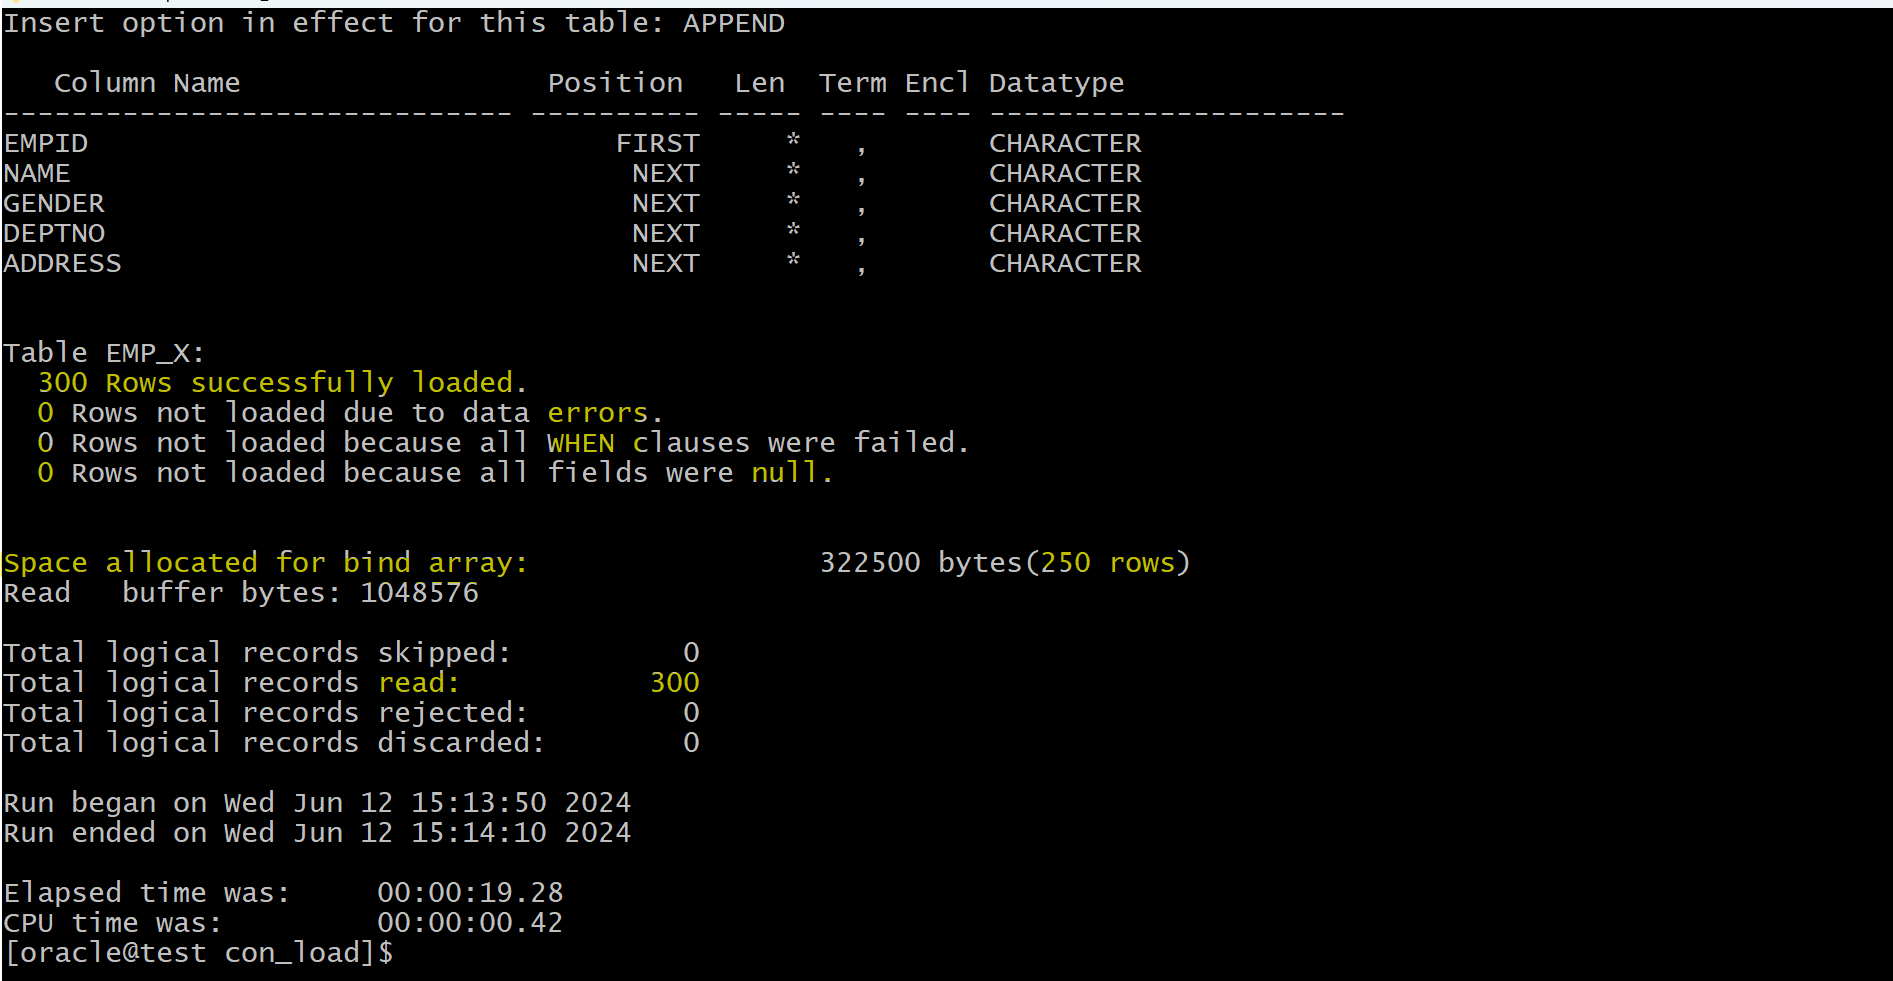 Insert option in effect for this table: APPEND
   Column Name                  Position   Len  Term Encl Datatype
------------------------------ ---------- ----- ---- ---- ---------------------
EMPID                               FIRST     *   ,       CHARACTER
NAME                                 NEXT     *   ,       CHARACTER
GENDER                               NEXT     *   ,       CHARACTER
DEPTNO                               NEXT     *   ,       CHARACTER
ADDRESS                              NEXT     *   ,       CHARACTER
Table EMP_X:
  300 Rows successfully loaded.
  0 Rows not loaded due to data errors.
  0 Rows not loaded because all WHEN clauses were failed.
  0 Rows not loaded because all fields were null.
Space allocated for bind array:                 322500 bytes(250 rows)
Read   buffer bytes: 1048576
Total logical records skipped:          0
Total logical records read:           300
Total logical records rejected:         0
Total logical records discarded:        0
Run began on Wed Jun 12 15:13:50 2024
Run ended on Wed Jun 12 15:14:10 2024
Elapsed time was:     00:00:19.28
CPU time was:         00:00:00.42
[oracle@test con_load]$